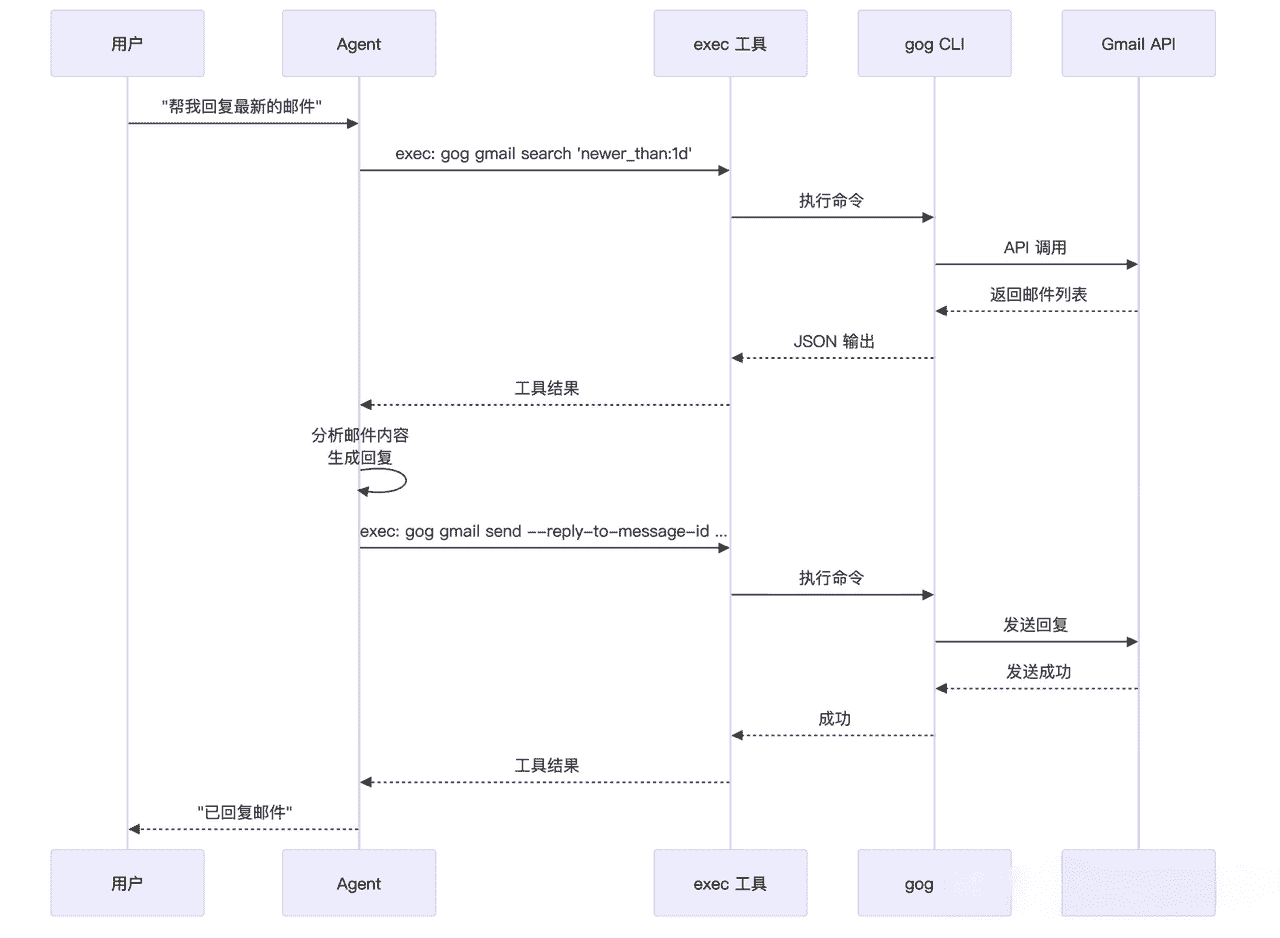 用户
Agent
exec 工具
gog CLI
Gmail API
"帮我回复最新的邮件"
exec: gog gmail search 'newer_than:1d'
执行命令
API 调用
返回邮件列表
JSON 输出
工具结果
分析邮件内容
生成回复
exec: gog gmail send --reply-to-message-id ...
执行命令
发送回复
发送成功
成功
工具结果
"已回复邮件"
用户
Agent
exec 工具
gog